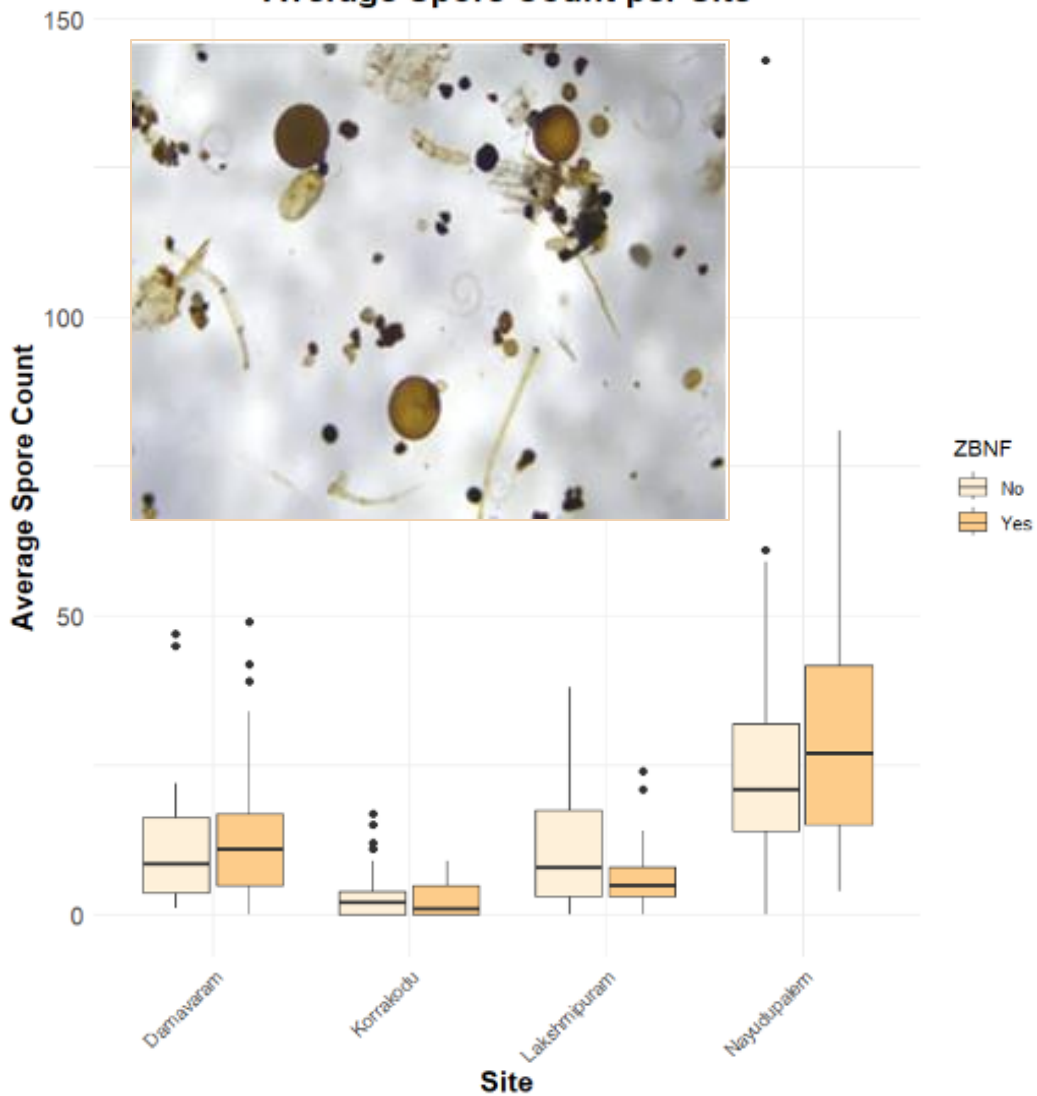 Average Spore Count per Site
150
100
50
0
Average Spore Count
Damavaram
Korrakodu
Lakshmipuram
Nayudupalem
Site
ZBNF
No
Yes